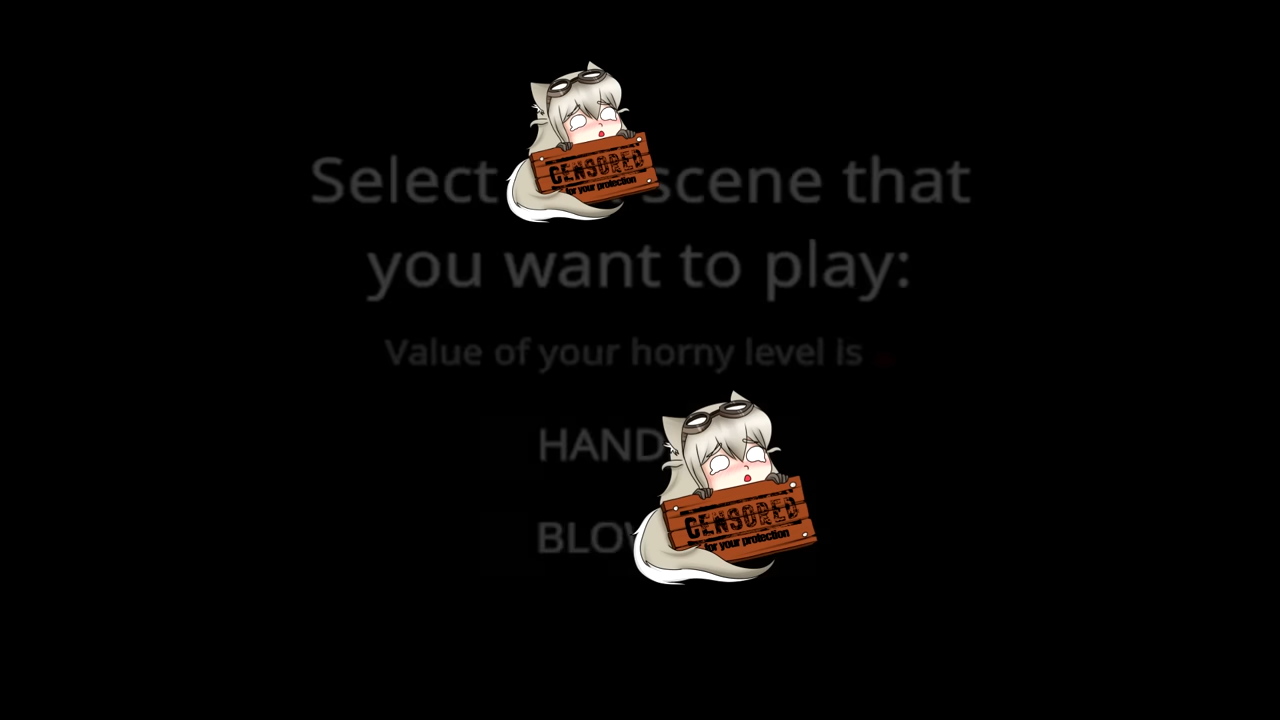 Select scene that
CENSORED
for your protection
you want to play:
Value of your horny level is
HAND
CENSORED
for your protection
BLOW